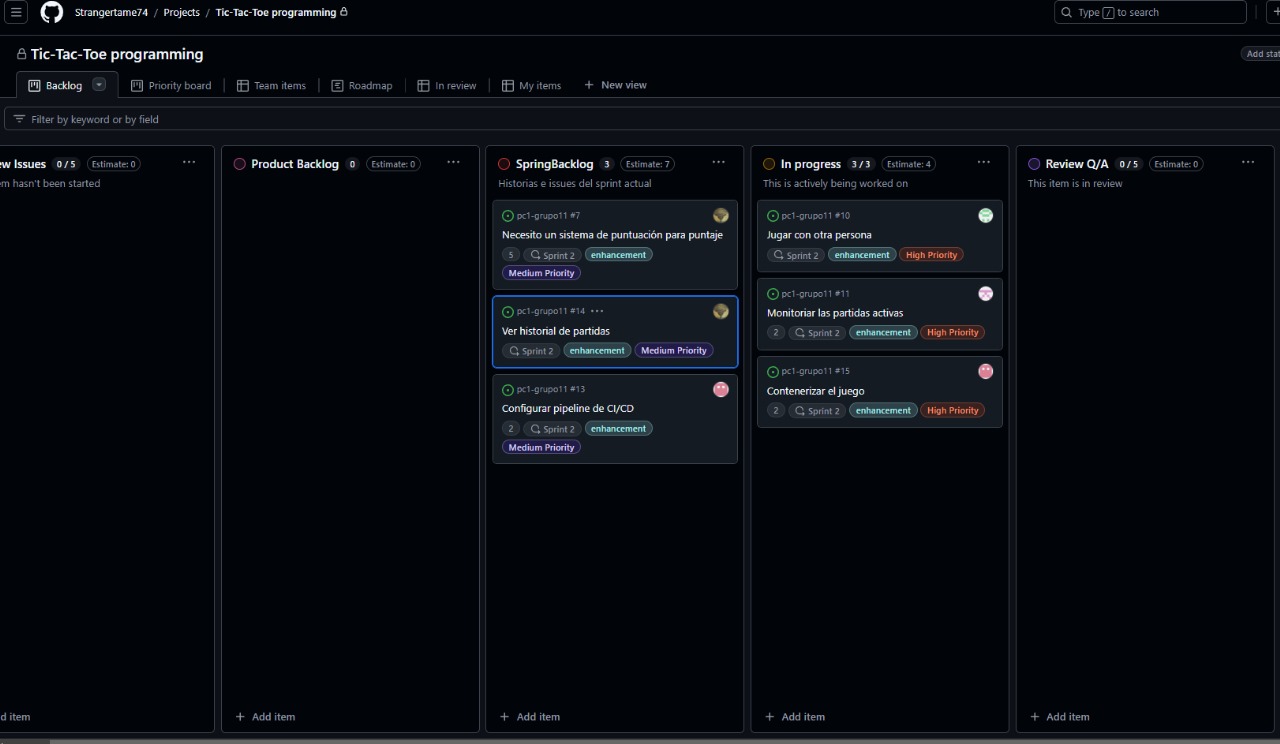 Strangertame74 / Projects / Tic-Tac-Toe programming
Type / to search
Tic-Tac-Toe programming
Add stat
Backlog
Priority board
Team items
Roadmap
In review
My items
New view
Filter by keyword or by field
ew Issues 0 / 5 Estimate: 0
em hasn't been started
d item
Product Backlog 0 Estimate: 0
Add item
SpringBacklog 3 Estimate: 7
Historias e issues del sprint actual
pc1-grupo11 #7
Necesito un sistema de puntuación para puntaje
5 Sprint 2 enhancement
Medium Priority
pc1-grupo11 #14
Ver historial de partidas
Sprint 2 enhancement Medium Priority
pc1-grupo11 #13
Configurar pipeline de CI/CD
2 Sprint 2 enhancement
Medium Priority
Add item
In progress 3 / 3 Estimate: 4
This is actively being worked on
pc1-grupo11 #10
Jugar con otra persona
Sprint 2 enhancement High Priority
pc1-grupo11 #11
Monitoriar las partidas activas
2 Sprint 2 enhancement High Priority
pc1-grupo11 #15
Contenerizar el juego
2 Sprint 2 enhancement High Priority
Add item
Review Q/A 0 / 5 Estimate: 0
This item is in review
Add item